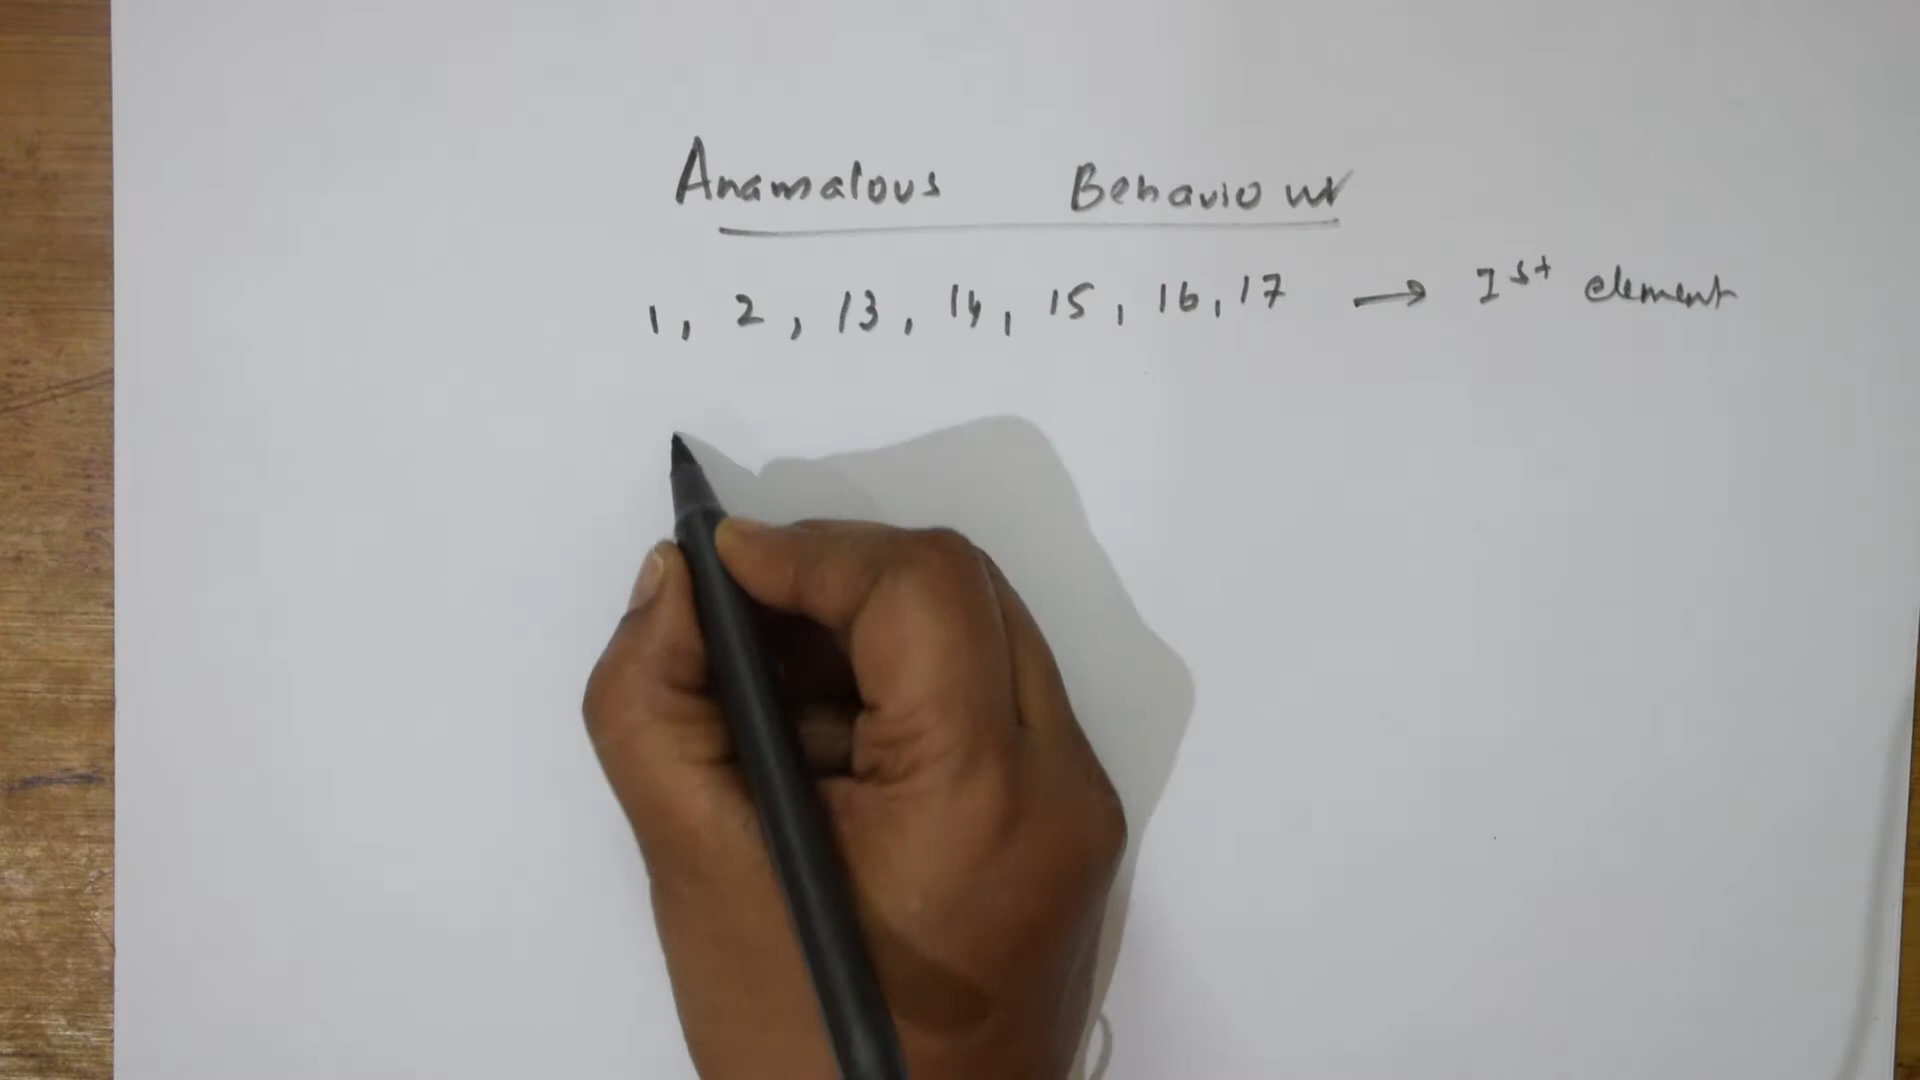 Anamalous Behaviour
1, 2, 13, 14, 15, 16, 17 → Ist element